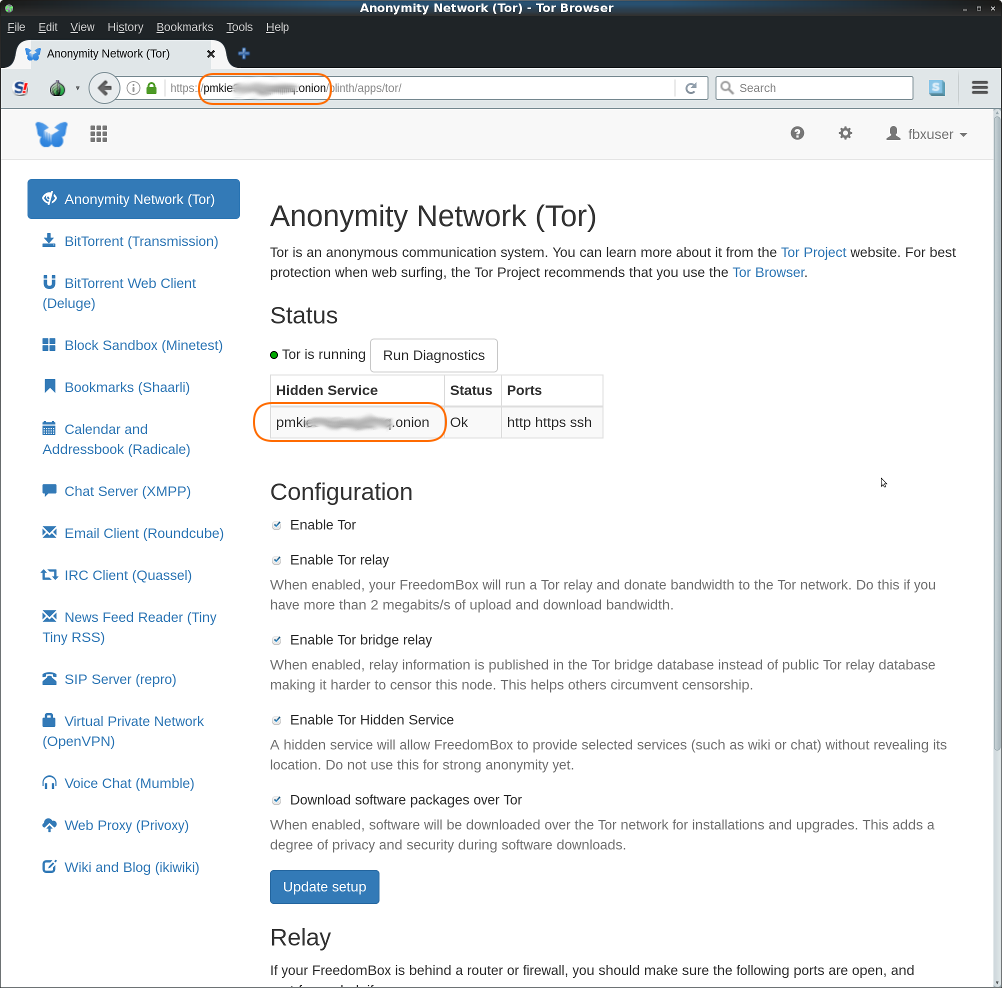 Anonymity Network (Tor) - Tor Browser
File Edit View History Bookmarks Tools Help
Anonymity Network (Tor)
https://pmkie .onion/plinth/apps/tor/
Search
fbxuser
Anonymity Network (Tor)
BitTorrent (Transmission)
BitTorrent Web Client
(Deluge)
Block Sandbox (Minetest)
Bookmarks (Shaarli)
Calendar and
Addressbook (Radicale)
Chat Server (XMPP)
Email Client (Roundcube)
IRC Client (Quassel)
News Feed Reader (Tiny
Tiny RSS)
SIP Server (repro)
Virtual Private Network
(OpenVPN)
Voice Chat (Mumble)
Web Proxy (Privoxy)
Wiki and Blog (ikiwiki)
Anonymity Network (Tor)
Tor is an anonymous communication system. You can learn more about it from the Tor Project website. For best
protection when web surfing, the Tor Project recommends that you use the Tor Browser.
Status
Tor is running Run Diagnostics
Hidden Service Status Ports
pmkie .onion Ok http https ssh
Configuration
Enable Tor
Enable Tor relay
When enabled, your FreedomBox will run a Tor relay and donate bandwidth to the Tor network. Do this if you
have more than 2 megabits/s of upload and download bandwidth.
Enable Tor bridge relay
When enabled, relay information is published in the Tor bridge database instead of public Tor relay database
making it harder to censor this node. This helps others circumvent censorship.
Enable Tor Hidden Service
A hidden service will allow FreedomBox to provide selected services (such as wiki or chat) without revealing its
location. Do not use this for strong anonymity yet.
Download software packages over Tor
When enabled, software will be downloaded over the Tor network for installations and upgrades. This adds a
degree of privacy and security during software downloads.
Update setup
Relay
If your FreedomBox is behind a router or firewall, you should make sure the following ports are open, and